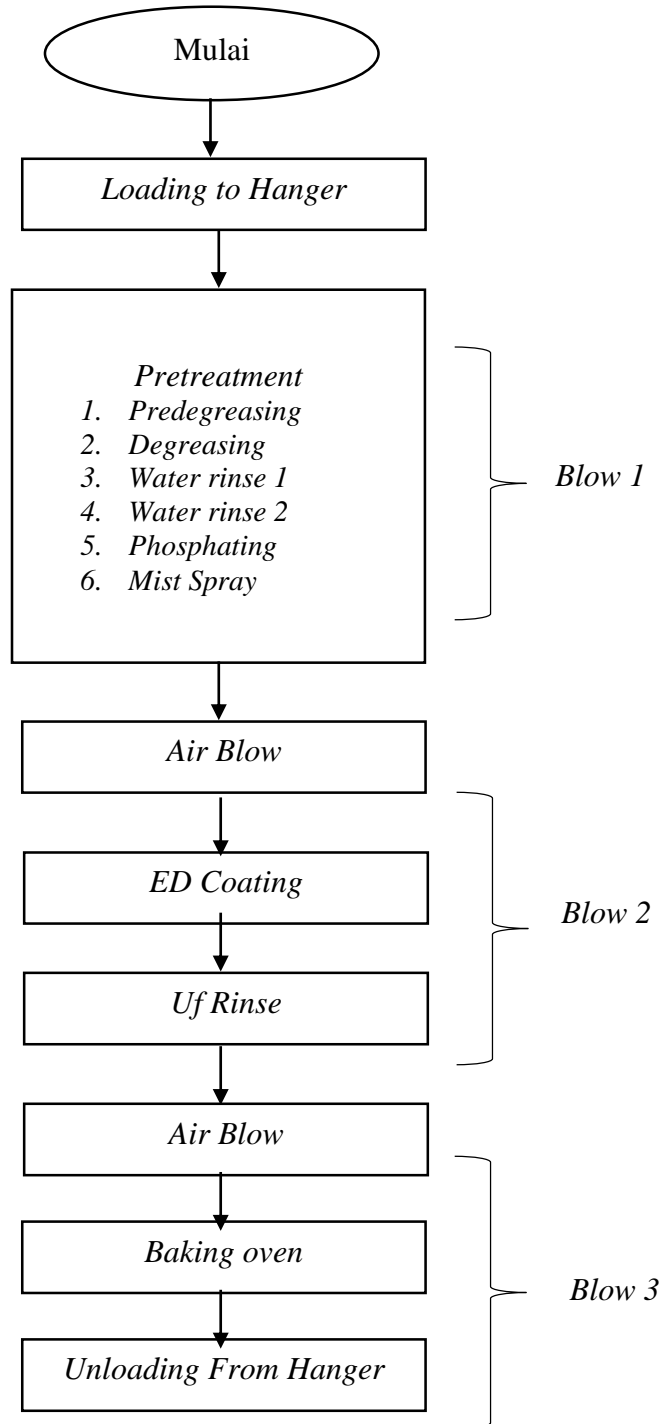 Mulai
Loading to Hanger
Pretreatment
1. Predegreasing
2. Degreasing
3. Water rinse 1
4. Water rinse 2
5. Phosphating
6. Mist Spray
Blow 1
Air Blow
ED Coating
Blow 2
Uf Rinse
Air Blow
Baking oven
Blow 3
Unloading From Hanger